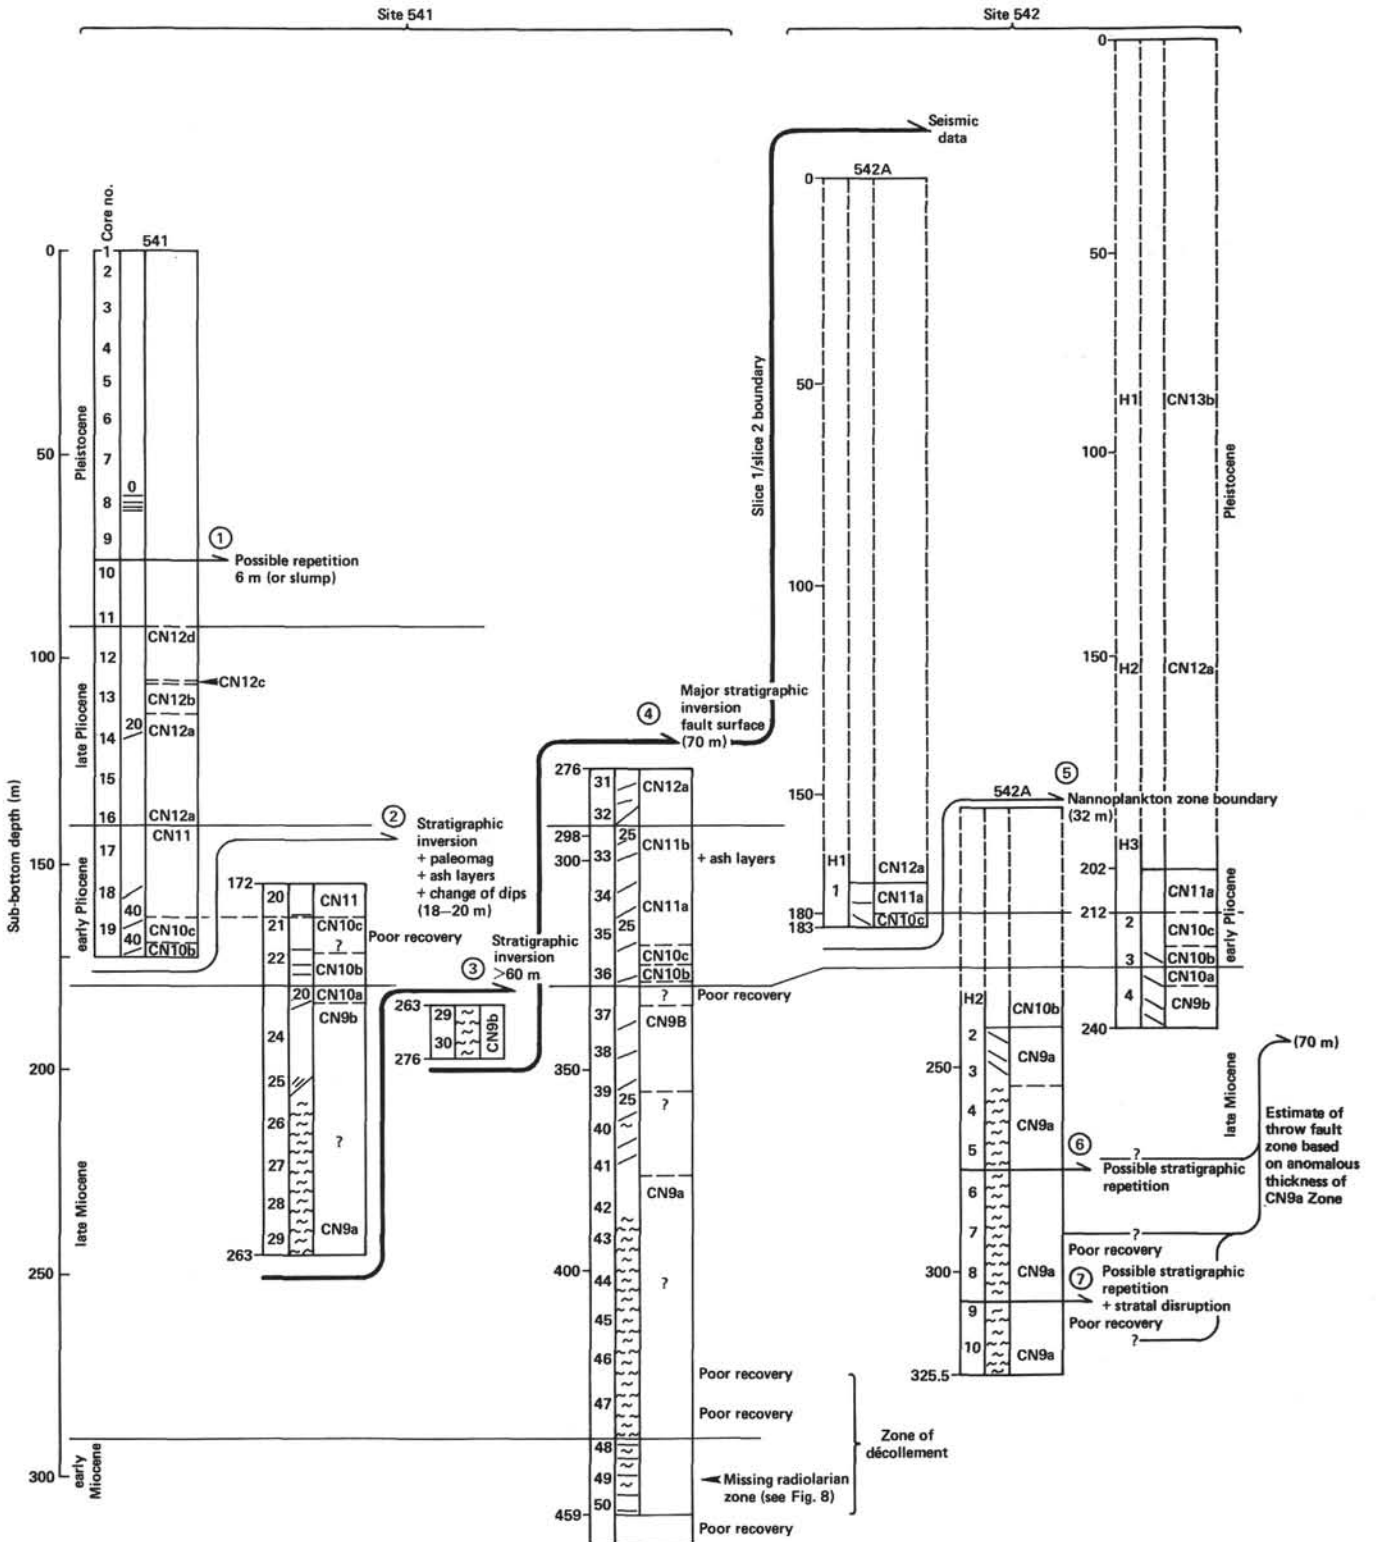 Site 541
Site 542
Core no.
541
Sub-bottom depth (m)
0
50
100
150
200
250
300
Pleistocene
late Pliocene
early Pliocene
late Miocene
early
Miocene
1
2
3
4
5
6
7
0
8
9
10
11
12
13
20
14
15
16
17
18
40
19
40
CN12d
CN12c
CN12b
CN12a
CN12a
CN11
CN10c
CN10b
1
Possible repetition
6 m (or slump)
2
Stratigraphic
inversion
+ paleomag
+ ash layers
+ change of dips
(18–20 m)
172
20
21
22
20
24
25
26
27
28
29
263
CN11
CN10c
?
CN10b
CN10a
CN9b
?
CN9a
Poor recovery
3
Stratigraphic
inversion
>60 m
263
29
30
276
CN9b
4
Major stratigraphic
inversion
fault surface
(70 m)
Slice 1/slice 2 boundary
Seismic
data
276
298
300
350
400
459
31
32
25
33
34
25
35
36
37
38
39
25
40
41
42
43
44
45
46
47
48
49
50
CN12a
CN11b
CN11a
CN10c
CN10b
?
CN9B
?
CN9a
?
+ ash layers
Poor recovery
Poor recovery
Poor recovery
Missing radiolarian
zone (see Fig. 8)
Poor recovery
Zone of
décollement
542A
0
50
100
150
180
183
H1
1
CN12a
CN11a
CN10c
5
Nannoplankton zone boundary
(32 m)
542A
H2
2
3
4
5
6
7
8
9
10
250
300
325.5
CN10b
CN9a
CN9a
CN9a
CN9a
6
?
Possible stratigraphic
repetition
?
Poor recovery
7
Possible stratigraphic
repetition
+ stratal disruption
Poor recovery
?
(70 m)
Estimate of
throw fault
zone based
on anomalous
thickness of
CN9a Zone
0
50
100
150
202
212
240
H1
H2
H3
2
3
4
CN13b
CN12a
CN11a
CN10c
CN10b
CN10a
CN9b
Pleistocene
early Pliocene
late Miocene